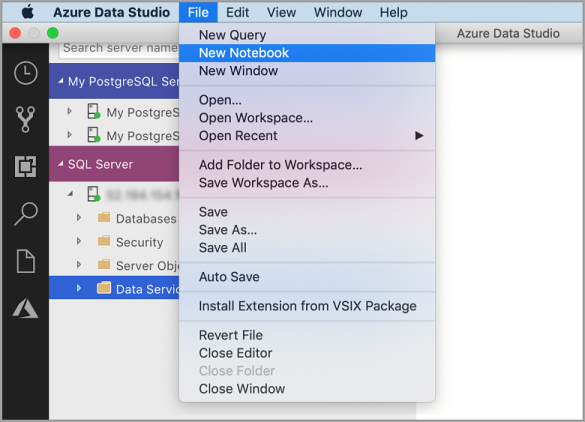 Azure Data Studio File Edit View Window Help
Azure Data Studio
Search server name
My PostgreSQL Ser
My PostgreS
My PostgreS
SQL Server
Databases
Security
Server Obj
Data Servic
New Query
New Notebook
New Window
Open...
Open Workspace...
Open Recent
Add Folder to Workspace...
Save Workspace As...
Save
Save As...
Save All
Auto Save
Install Extension from VSIX Package
Revert File
Close Editor
Close Folder
Close Window